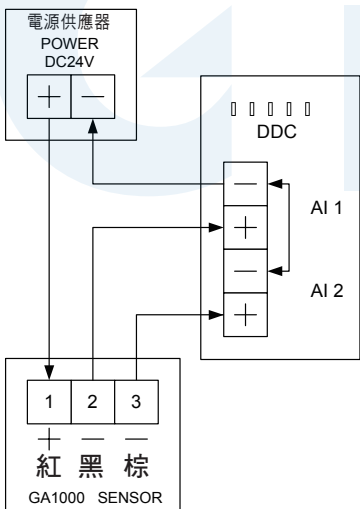 電源供應器
POWER
DC24V
+ −
DDC
−
AI 1
+
−
AI 2
+
1 2 3
+ − −
紅 黑 棕
GA1000 SENSOR